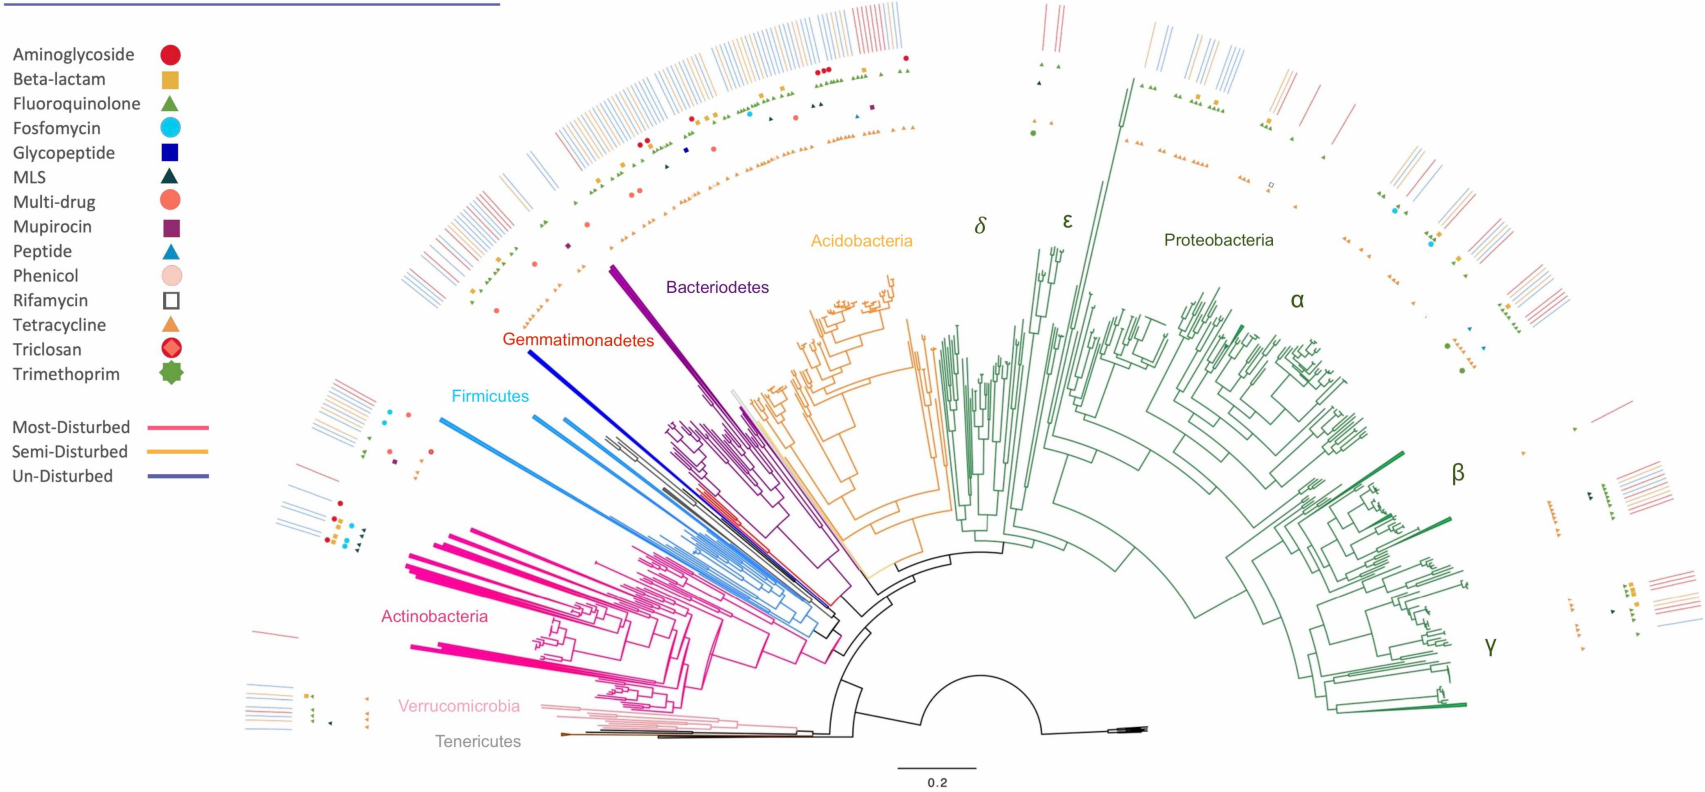 Aminoglycoside
Beta-lactam
Fluoroquinolone
Fosfomycin
Glycopeptide
MLS
Multi-drug
Mupirocin
Peptide
Phenicol
Rifamycin
Tetracycline
Triclosan
Trimethoprim
Most-Disturbed
Semi-Disturbed
Un-Disturbed
δ
ε
Acidobacteria
Proteobacteria
Bacteriodetes
α
Gemmatimonadetes
Firmicutes
β
Actinobacteria
γ
Verrucomicrobia
Tenericutes
0.2